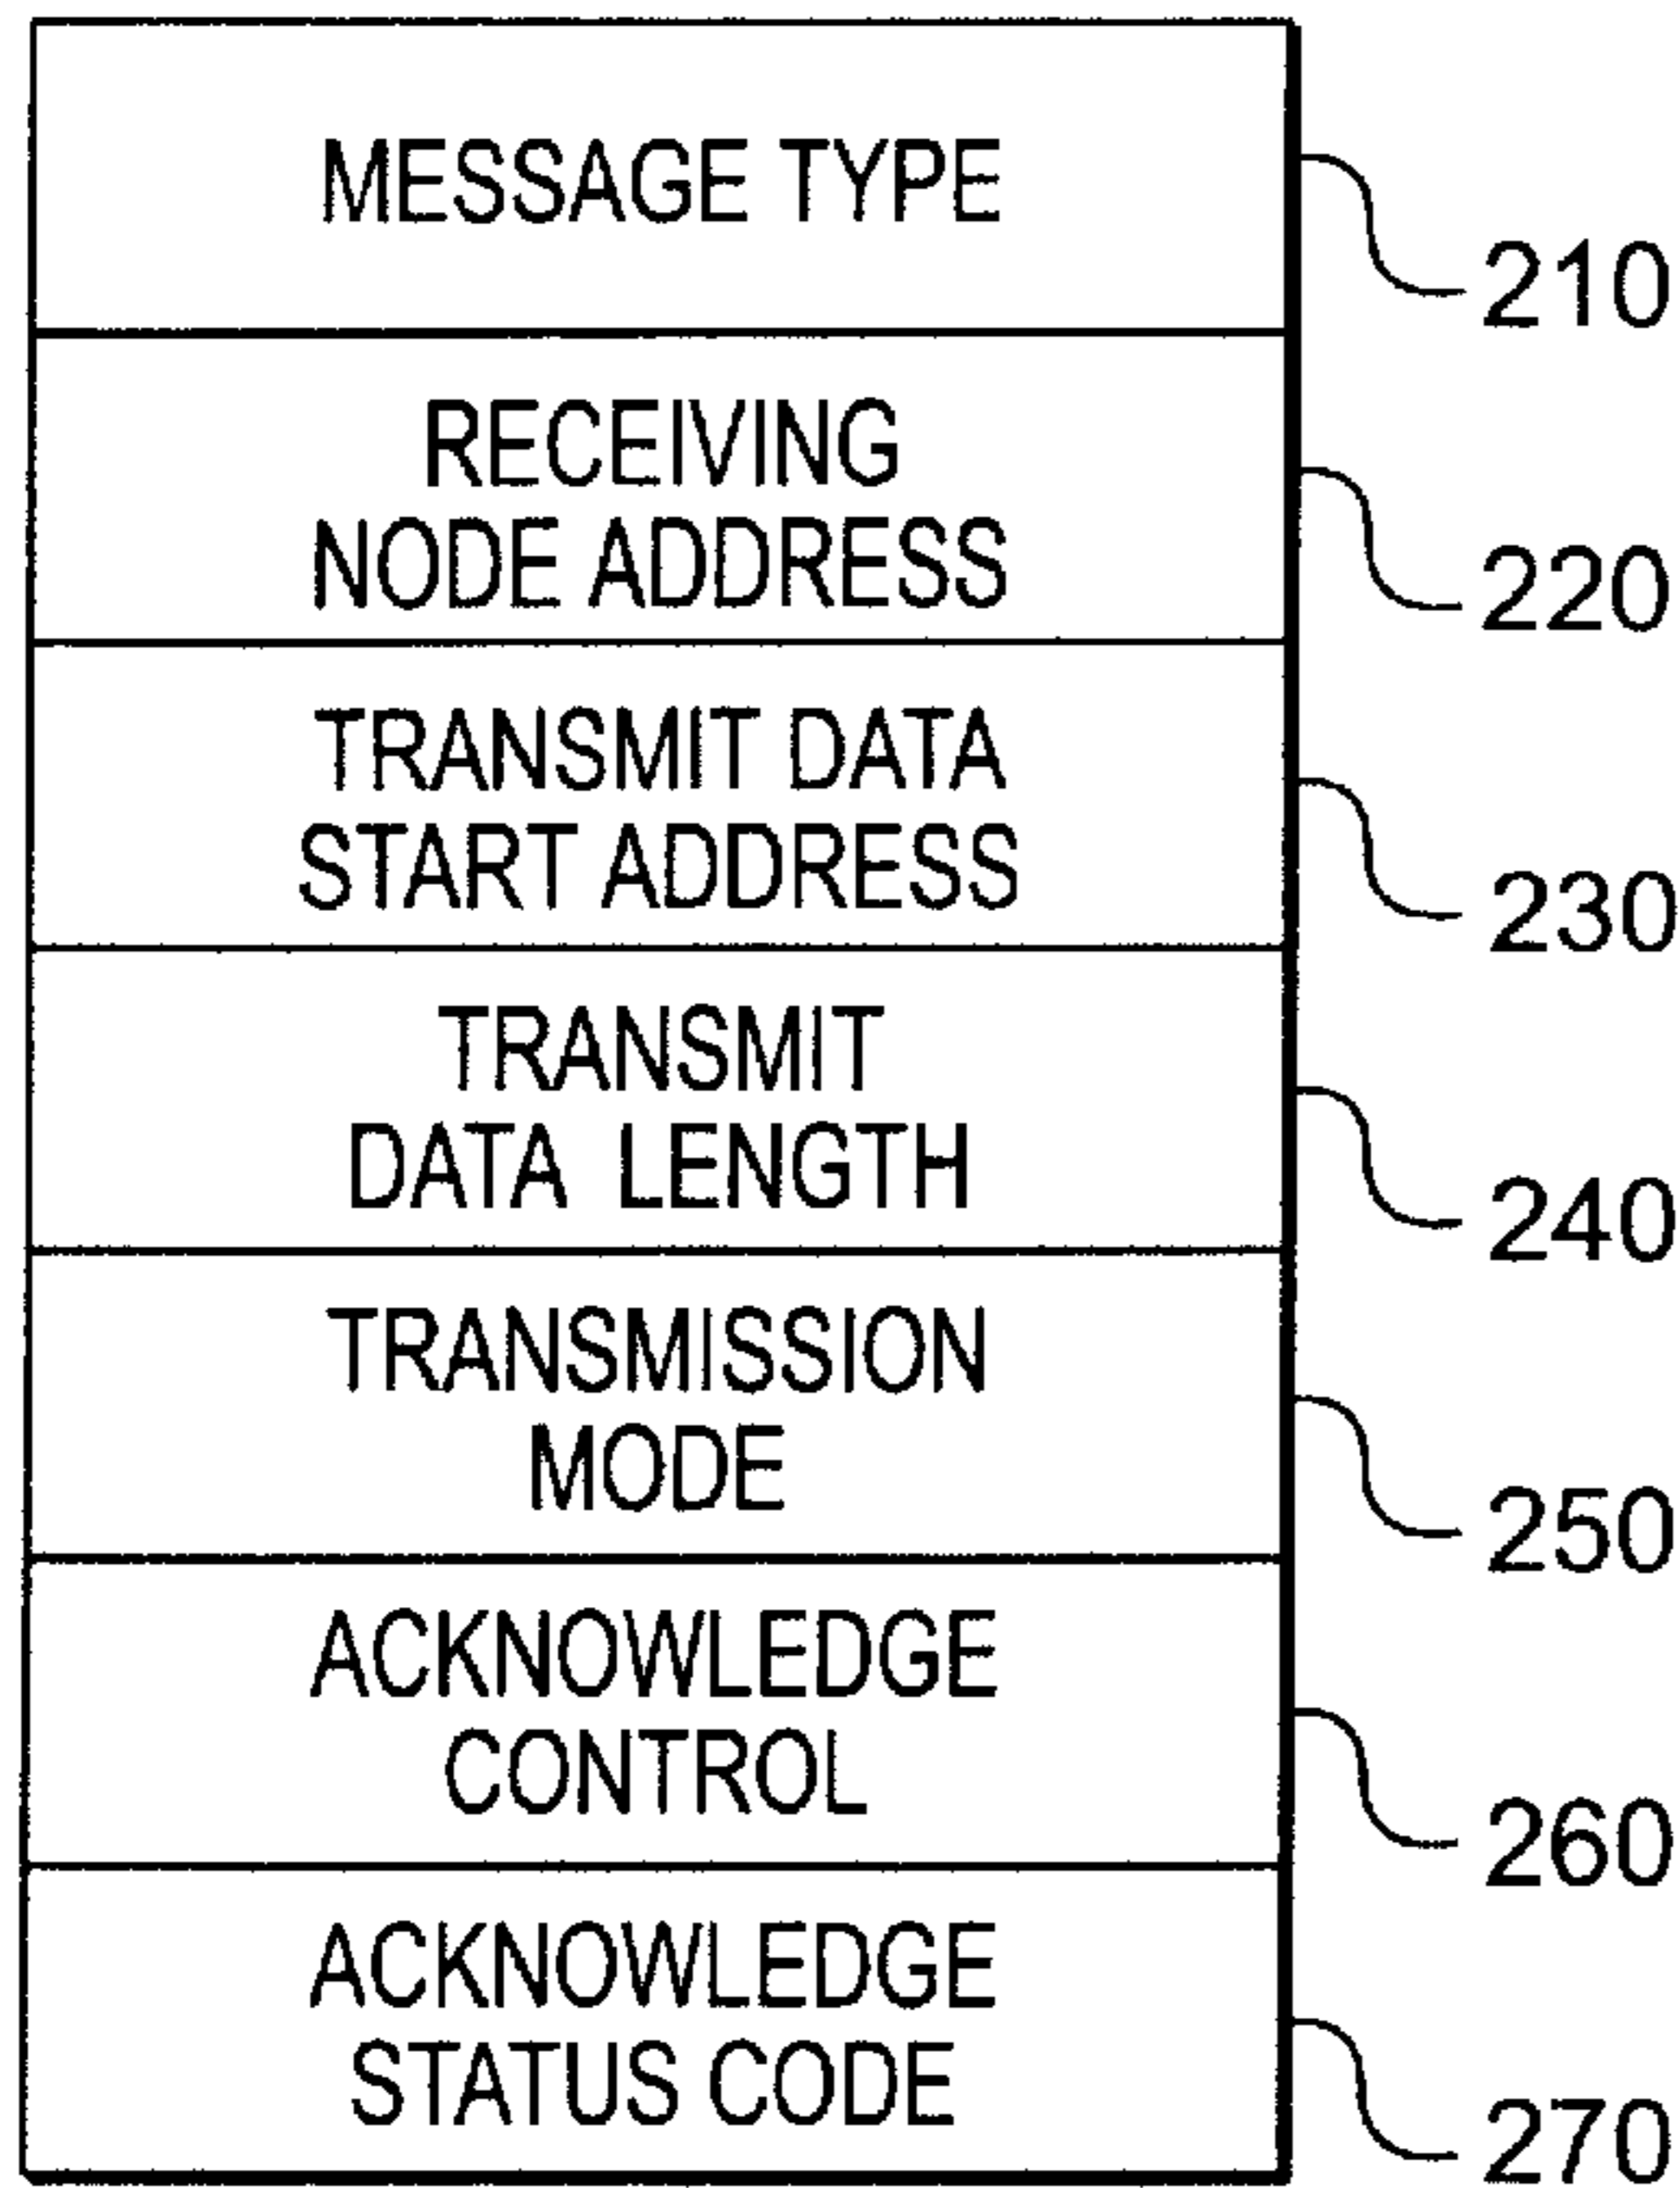 MESSAGE TYPE
210
RECEIVING
NODE ADDRESS
220
TRANSMIT DATA
START ADDRESS
230
TRANSMIT
DATA LENGTH
240
TRANSMISSION
MODE
250
ACKNOWLEDGE
CONTROL
260
ACKNOWLEDGE
STATUS CODE
270